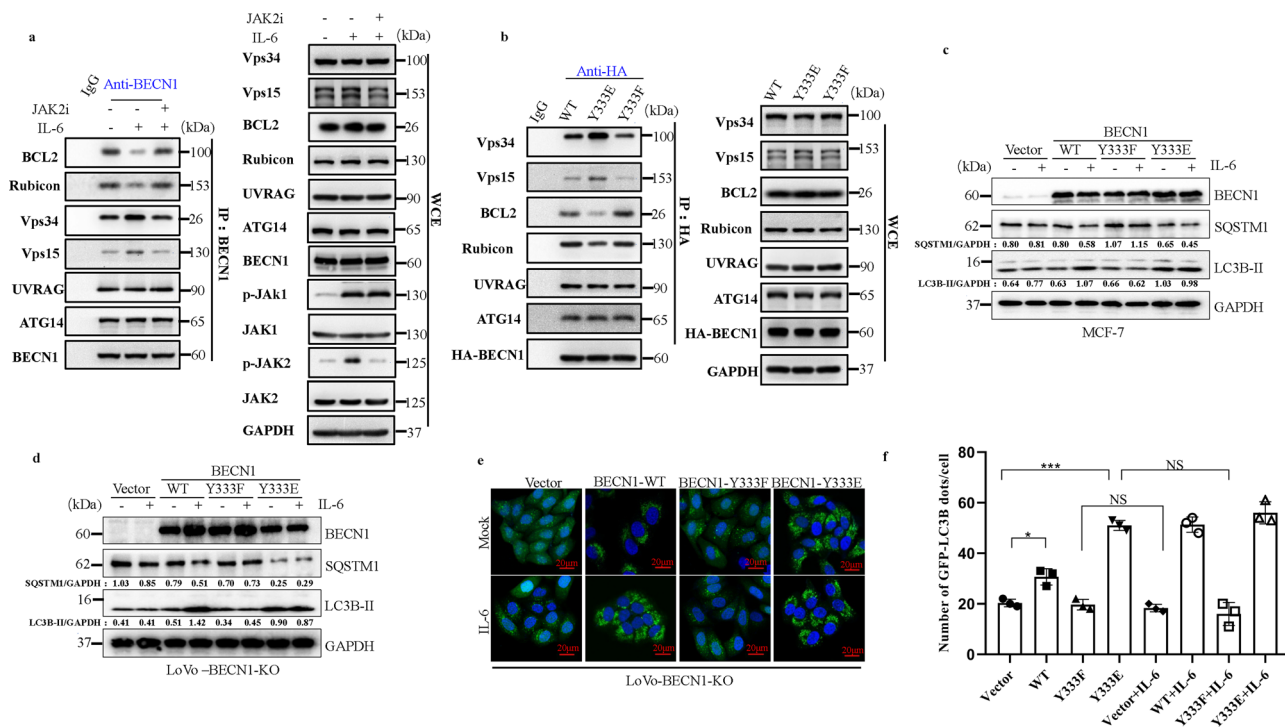 a
IgG
Anti-BECN1
JAK2i - - +
IL-6 - + + (kDa)
BCL2 100
Rubicon 153
Vps34 26
Vps15 130
UVRAG 90
ATG14 65
BECN1 60
IP : BECN1
JAK2i - - +
IL-6 - + + (kDa)
Vps34 100
Vps15 153
BCL2 26
Rubicon 130
UVRAG 90
ATG14 65
BECN1 60
p-JAk1 130
JAK1 130
p-JAK2 125
JAK2 125
GAPDH 37
WCE
b
Anti-HA
IgG WT Y333E Y333F (kDa)
Vps34 100
Vps15 153
BCL2 26
Rubicon 130
UVRAG 90
ATG14 65
HA-BECN1 60
IP : HA
WT Y333E Y333F (kDa)
Vps34 100
Vps15 153
BCL2 26
Rubicon 130
UVRAG 90
ATG14 65
HA-BECN1 60
GAPDH 37
WCE
c
BECN1
Vector WT Y333F Y333E
(kDa) - + - + - + - + IL-6
60 BECN1
62 SQSTM1
SQSTM1/GAPDH : 0.80 0.81 0.80 0.58 1.07 1.15 0.65 0.45
16 LC3B-II
LC3B-II/GAPDH : 0.64 0.77 0.63 1.07 0.66 0.62 1.03 0.98
37 GAPDH
MCF-7
d
BECN1
Vector WT Y333F Y333E
(kDa) - + - + - + - + IL-6
60 BECN1
62 SQSTM1
SQSTM1/GAPDH : 1.03 0.85 0.79 0.51 0.70 0.73 0.25 0.29
16 LC3B-II
LC3B-II/GAPDH : 0.41 0.41 0.51 1.42 0.34 0.45 0.90 0.87
37 GAPDH
LoVo –BECN1-KO
e
Vector BECN1-WT BECN1-Y333F BECN1-Y333E
Mock
20μm 20μm 20μm 20μm
IL-6
20μm 20μm 20μm 20μm
LoVo-BECN1-KO
f
Number of GFP-LC3B dots/cell
80
60
40
20
0
*** NS
NS
*
Vector WT Y333F Y333E Vector+IL-6 WT+IL-6 Y333F+IL-6 Y333E+IL-6